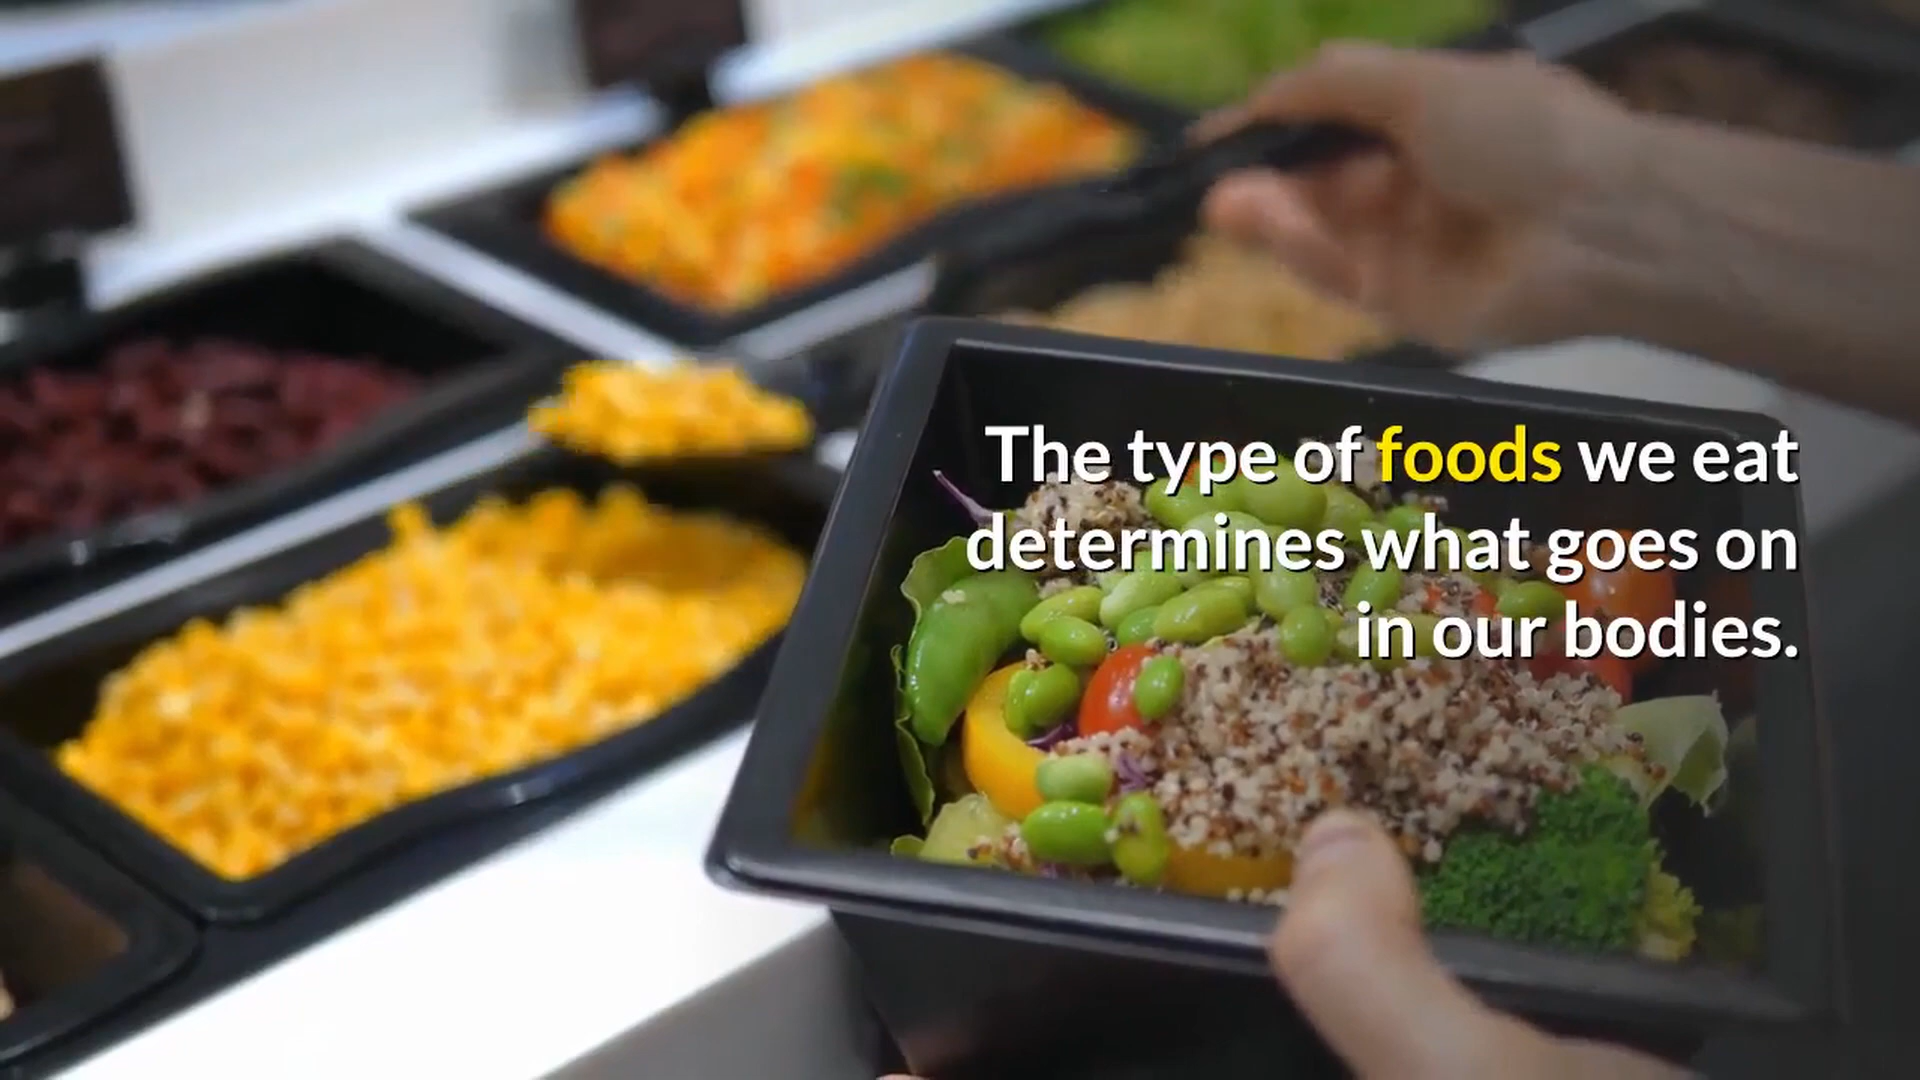 The type of foods we eat
determines what goes on
in our bodies.